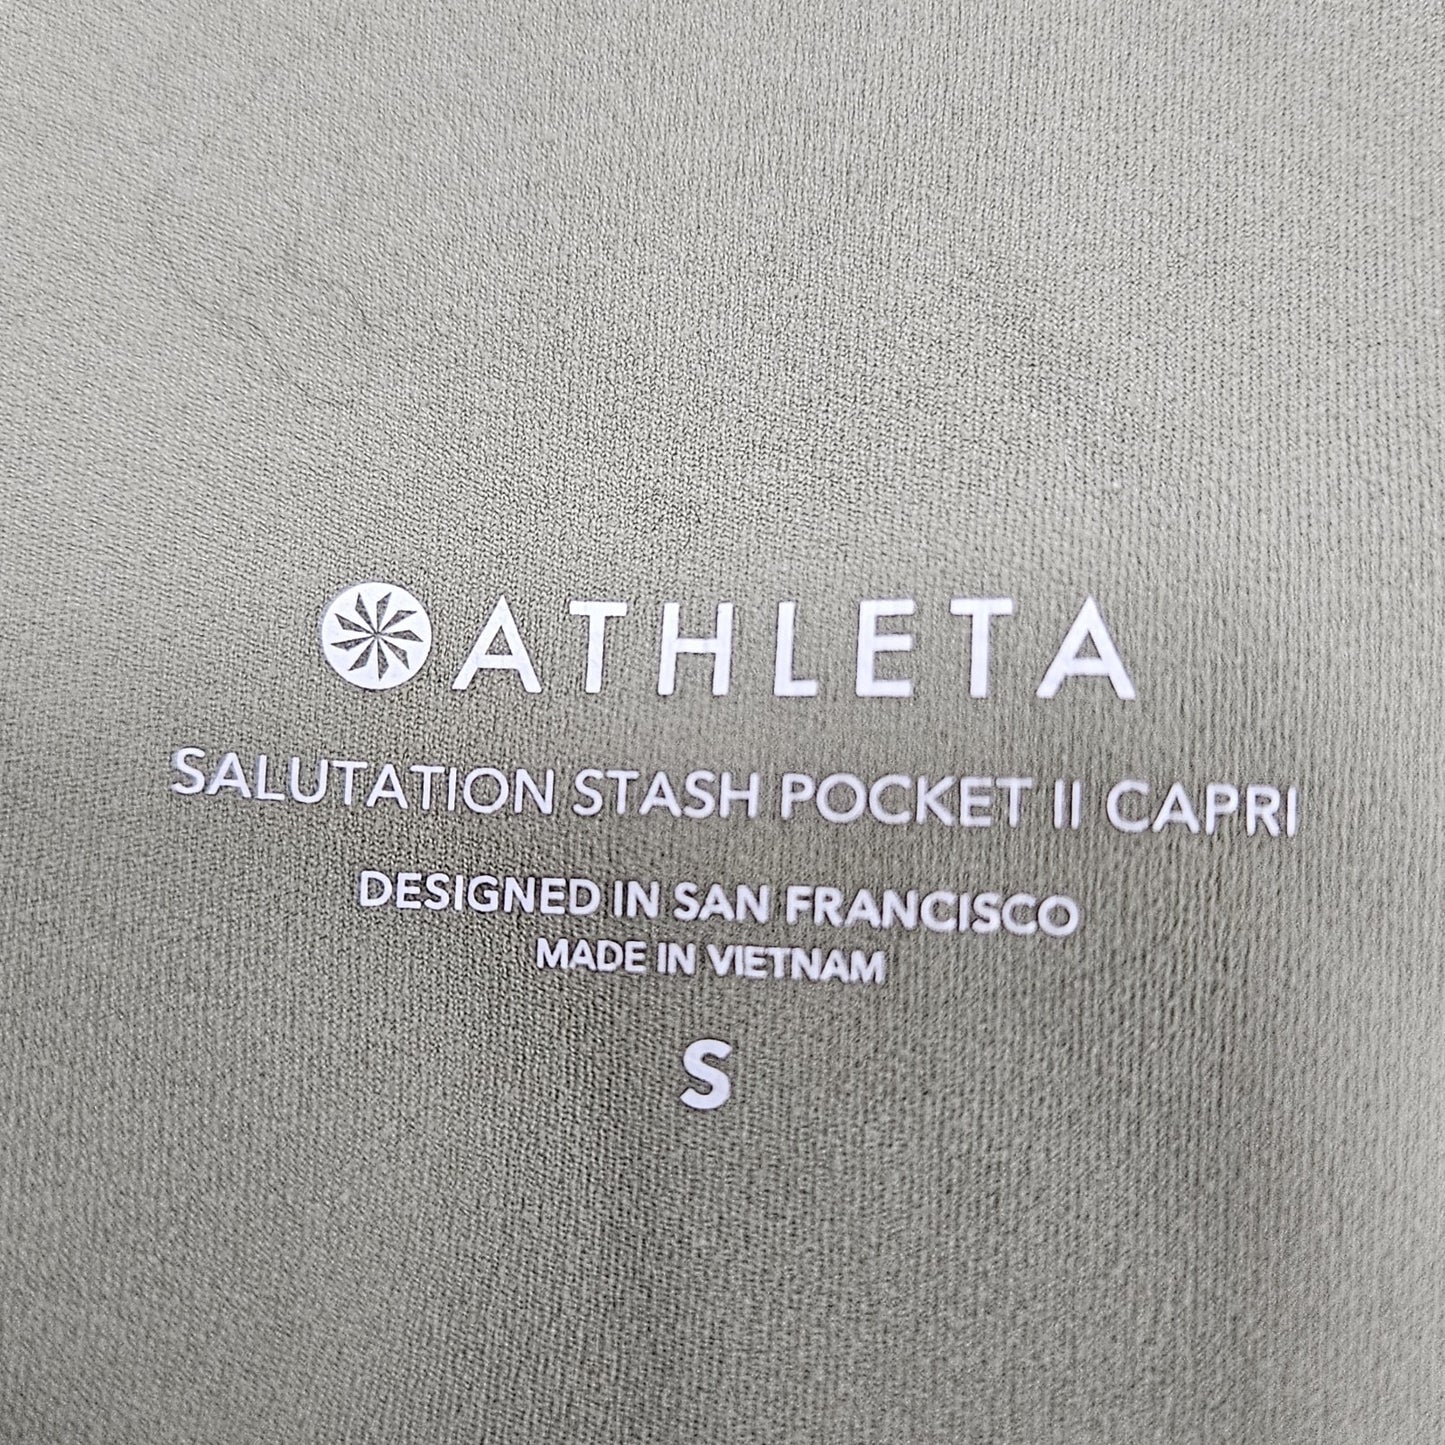 ATHLETA
SALUTATION STASH POCKET II CAPRI
DESIGNED IN SAN FRANCISCO
MADE IN VIETNAM
S